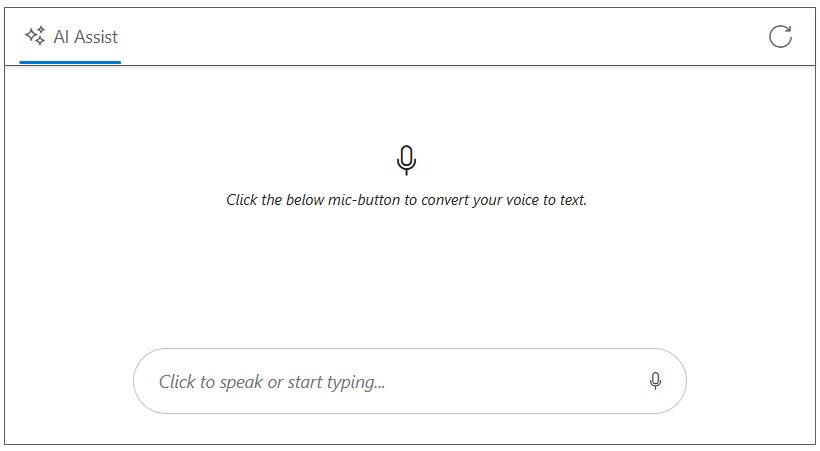 AI Assist
Click the below mic-button to convert your voice to text.
Click to speak or start typing...